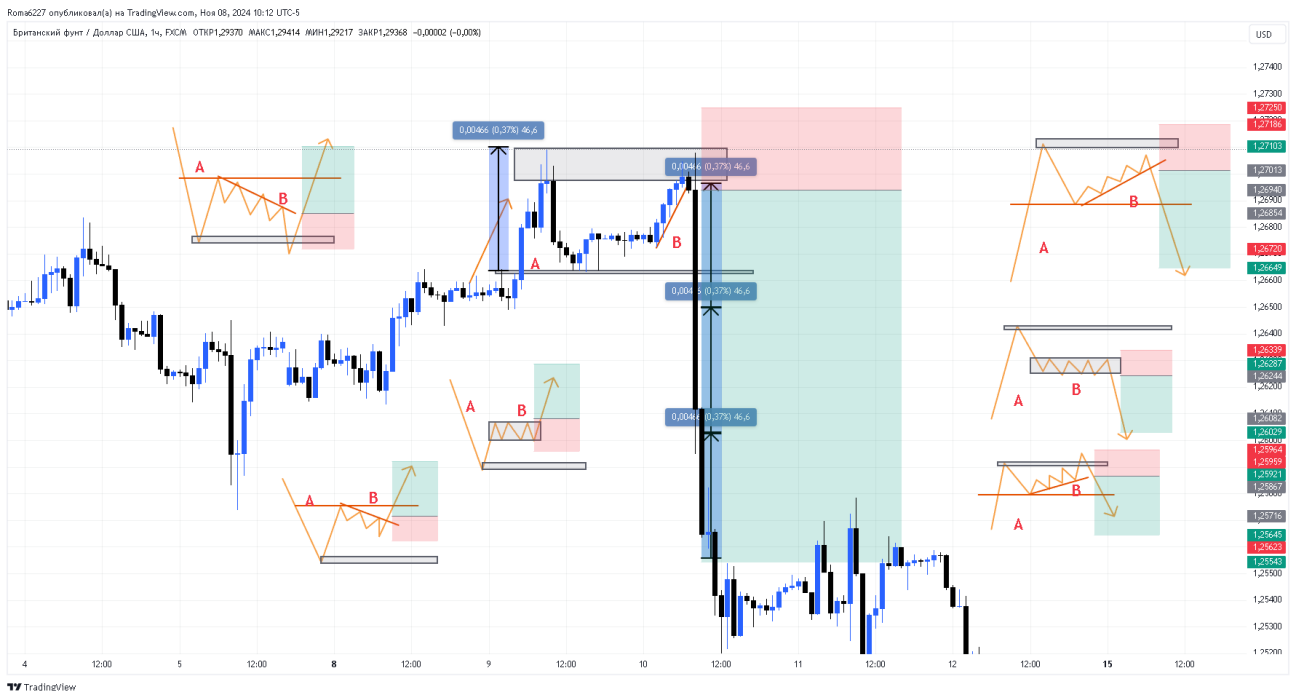 Roma6227 опубликовал(а) на TradingView.com, Ноя 08, 2024 10:12 UTC-5
Британский фунт / Доллар США, 1ч, FXCM ОТКР1,29370 МАКС1,29414 МИН1,29217 ЗАКР1,29368 −0,00002 (−0,00%)
USD
1,27400
1,27300
1,27250
1,27186
1,27103
1,27013
1,26940
1,26900
1,26854
1,26800
1,26720
1,26649
1,26600
1,26500
1,26400
1,26339
1,26287
1,26244
1,26200
1,26082
1,26029
1,25964
1,25959
1,25921
1,25867
1,25716
1,25645
1,25623
1,25543
1,25500
1,25400
1,25300
1,25200
0,00466 (0,37%) 46,6
0,00466 (0,37%) 46,6
0,00466 (0,37%) 46,6
0,00466 (0,37%) 46,6
A
B
A
B
A
B
A
B
A
B
A
B
A
B
4
12:00
5
12:00
8
12:00
9
12:00
10
12:00
11
12:00
12
12:00
15
12:00
TradingView